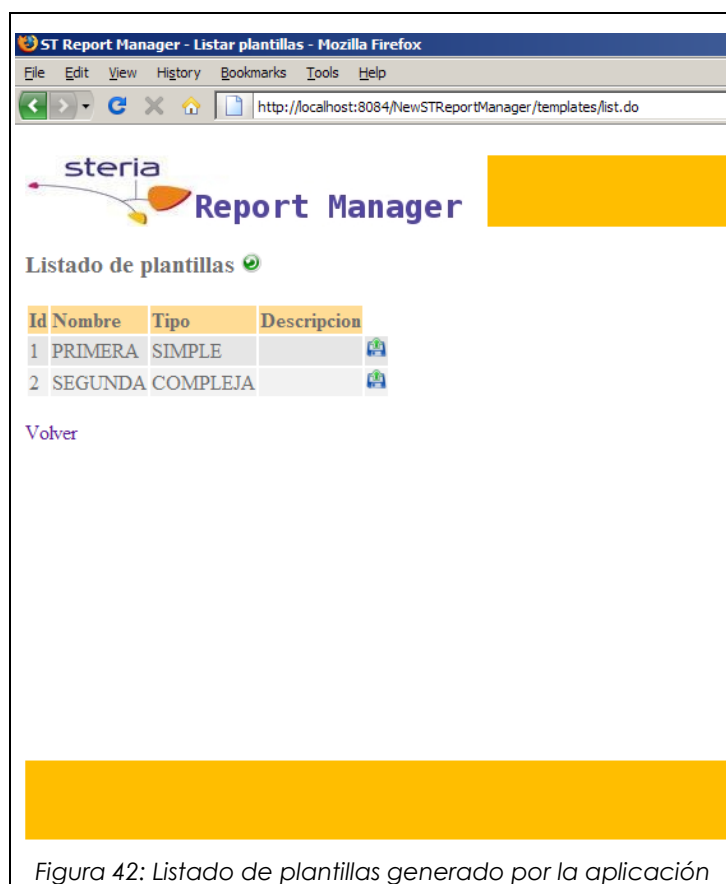 ST Report Manager - Listar plantillas - Mozilla Firefox
File Edit View History Bookmarks Tools Help
http://localhost:8084/NewSTReportManager/templates/list.do
steria
Report Manager
Listado de plantillas
Id Nombre Tipo Descripcion
1 PRIMERA SIMPLE
2 SEGUNDA COMPLEJA
Volver
Figura 42: Listado de plantillas generado por la aplicación